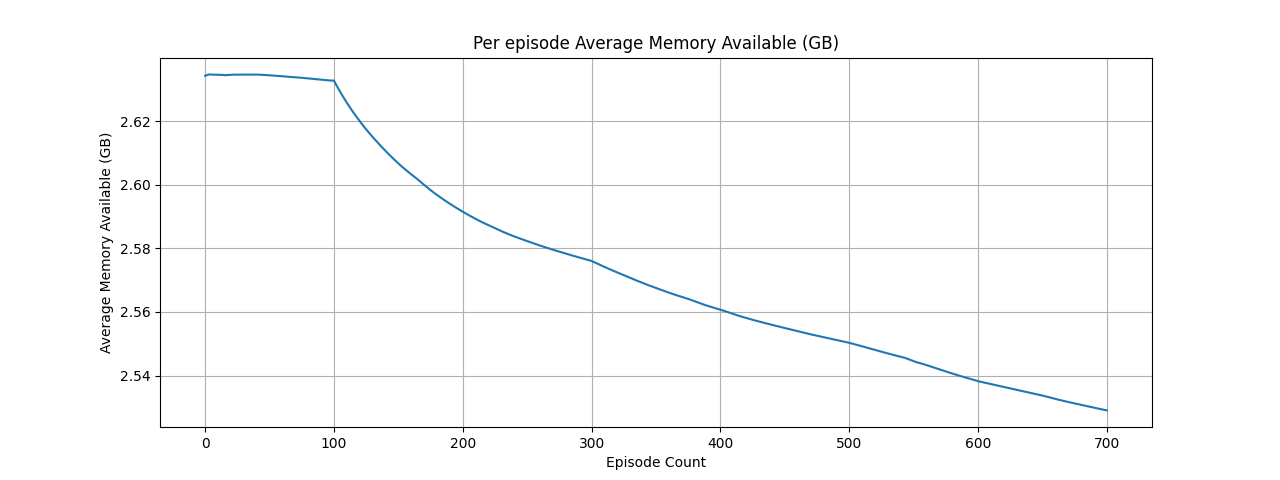 Per episode Average Memory Available (GB)
Average Memory Available (GB)
2.62
2.60
2.58
2.56
2.54
0 100 200 300 400 500 600 700
Episode Count